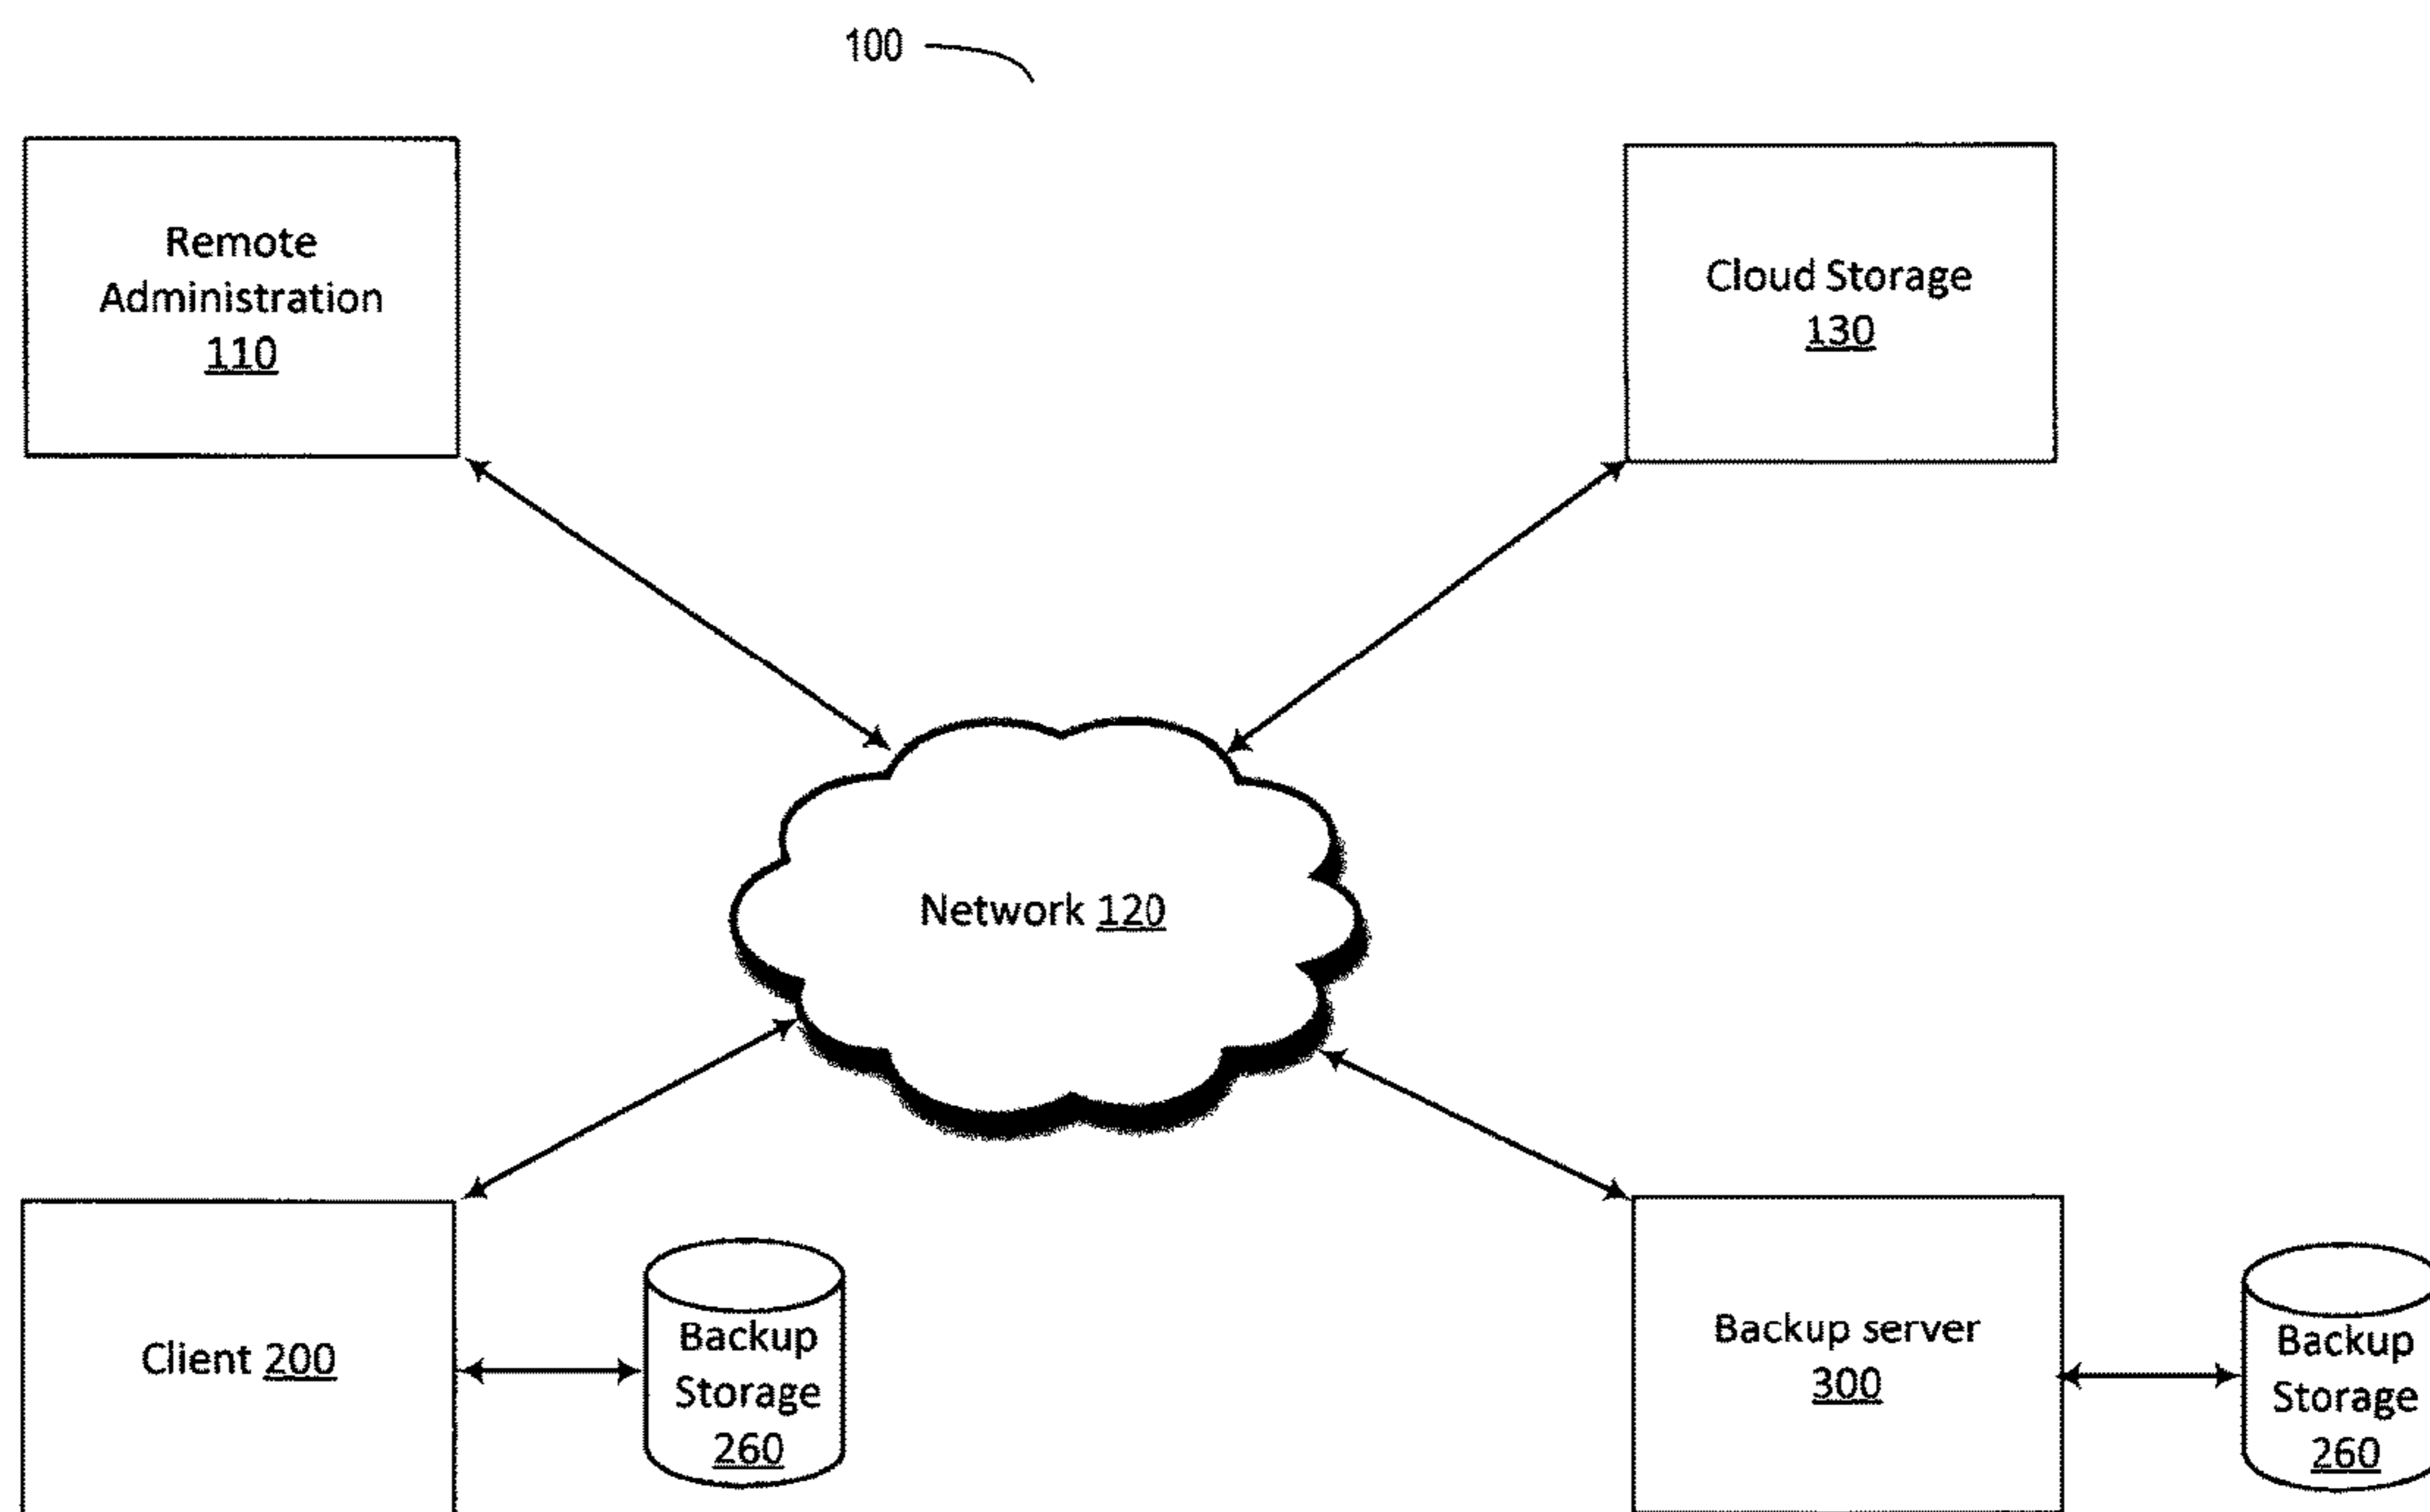 100
Remote
Administration
110
Cloud Storage
130
Network 120
Client 200
Backup
Storage
260
Backup server
300
Backup
Storage
260